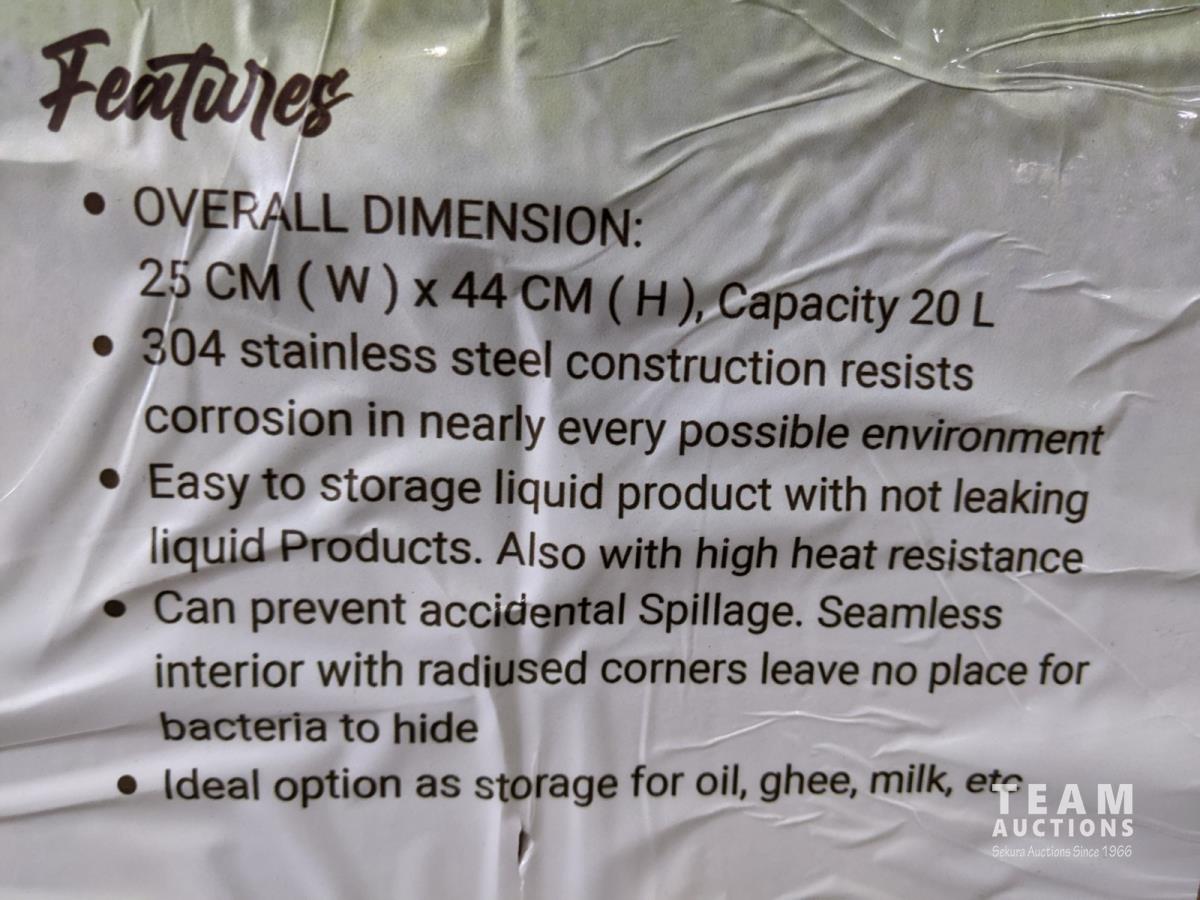 Features
• OVERALL DIMENSION:
25 CM ( W ) x 44 CM ( H ), Capacity 20 L
• 304 stainless steel construction resists
corrosion in nearly every possible environment
• Easy to storage liquid product with not leaking
liquid Products. Also with high heat resistance
• Can prevent accidental Spillage. Seamless
interior with radiused corners leave no place for
bacteria to hide
• Ideal option as storage for oil, ghee, milk, etc
TEAM
AUCTIONS
Sekura Auctions Since 1966